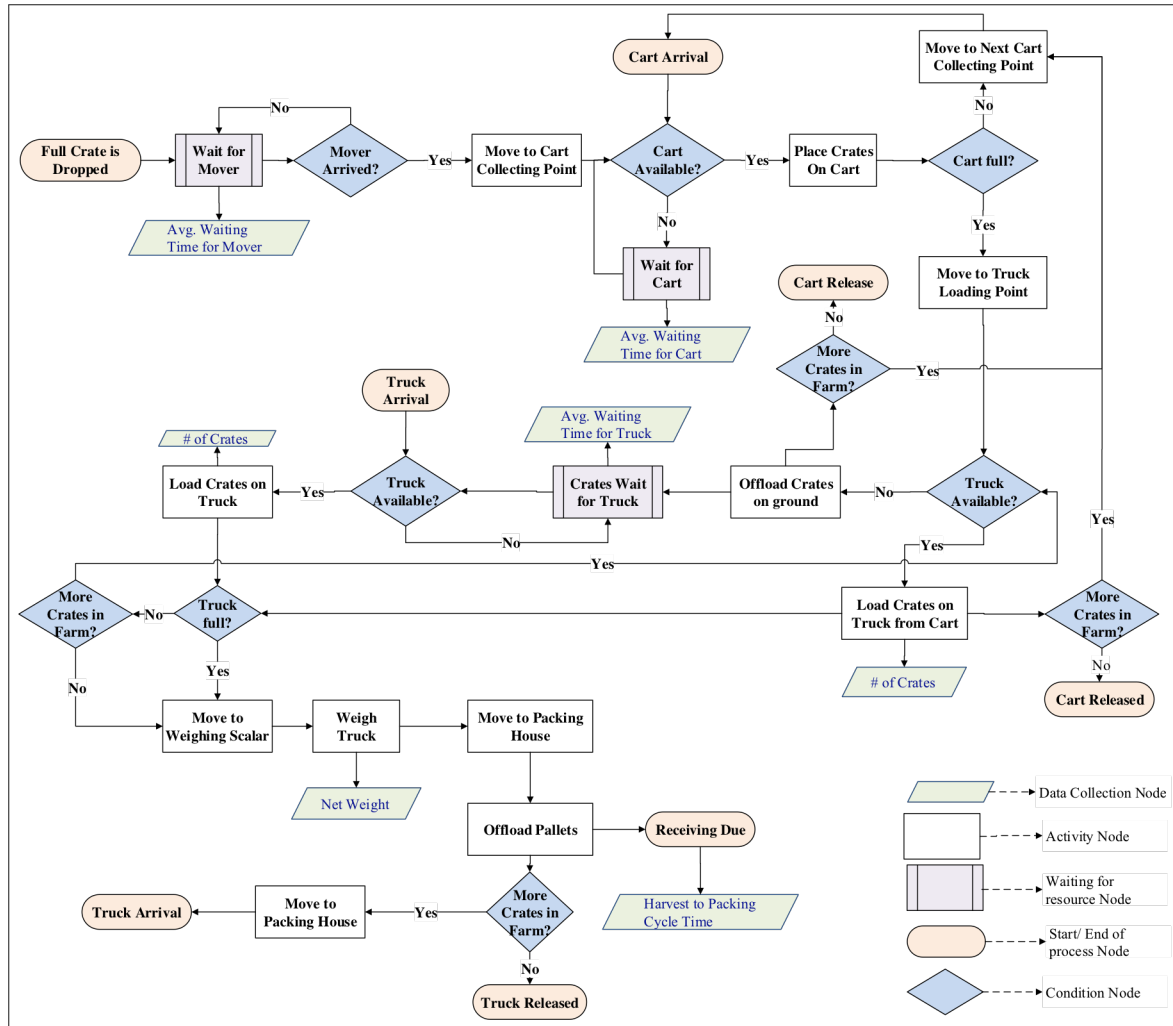 Cart Arrival
Move to Next Cart
Collecting Point
No
No
Full Crate is
Dropped
Wait for
Mover
Mover
Arrived?
Yes
Move to Cart
Collecting Point
Cart
Available?
Yes
Place Crates
On Cart
Cart full?
Avg. Waiting
Time for Mover
No
Yes
Wait for
Cart
Cart Release
Move to Truck
Loading Point
Avg. Waiting
Time for Cart
No
More
Crates in
Farm?
Yes
Truck
Arrival
Avg. Waiting
Time for Truck
# of Crates
Load Crates on
Truck
Yes
Truck
Available?
Crates Wait
for Truck
Offload Crates
on ground
No
Truck
Available?
No
Yes
Yes
Yes
More
Crates in
Farm?
No
Truck
full?
Load Crates on
Truck from Cart
More
Crates in
Farm?
Yes
No
# of Crates
No
Cart Released
Move to
Weighing Scalar
Weigh
Truck
Move to Packing
House
Net Weight
Offload Pallets
Receiving Due
Truck Arrival
Move to
Packing House
Yes
More
Crates in
Farm?
Harvest to Packing
Cycle Time
No
Truck Released
Data Collection Node
Activity Node
Waiting for
resource Node
Start/ End of
process Node
Condition Node